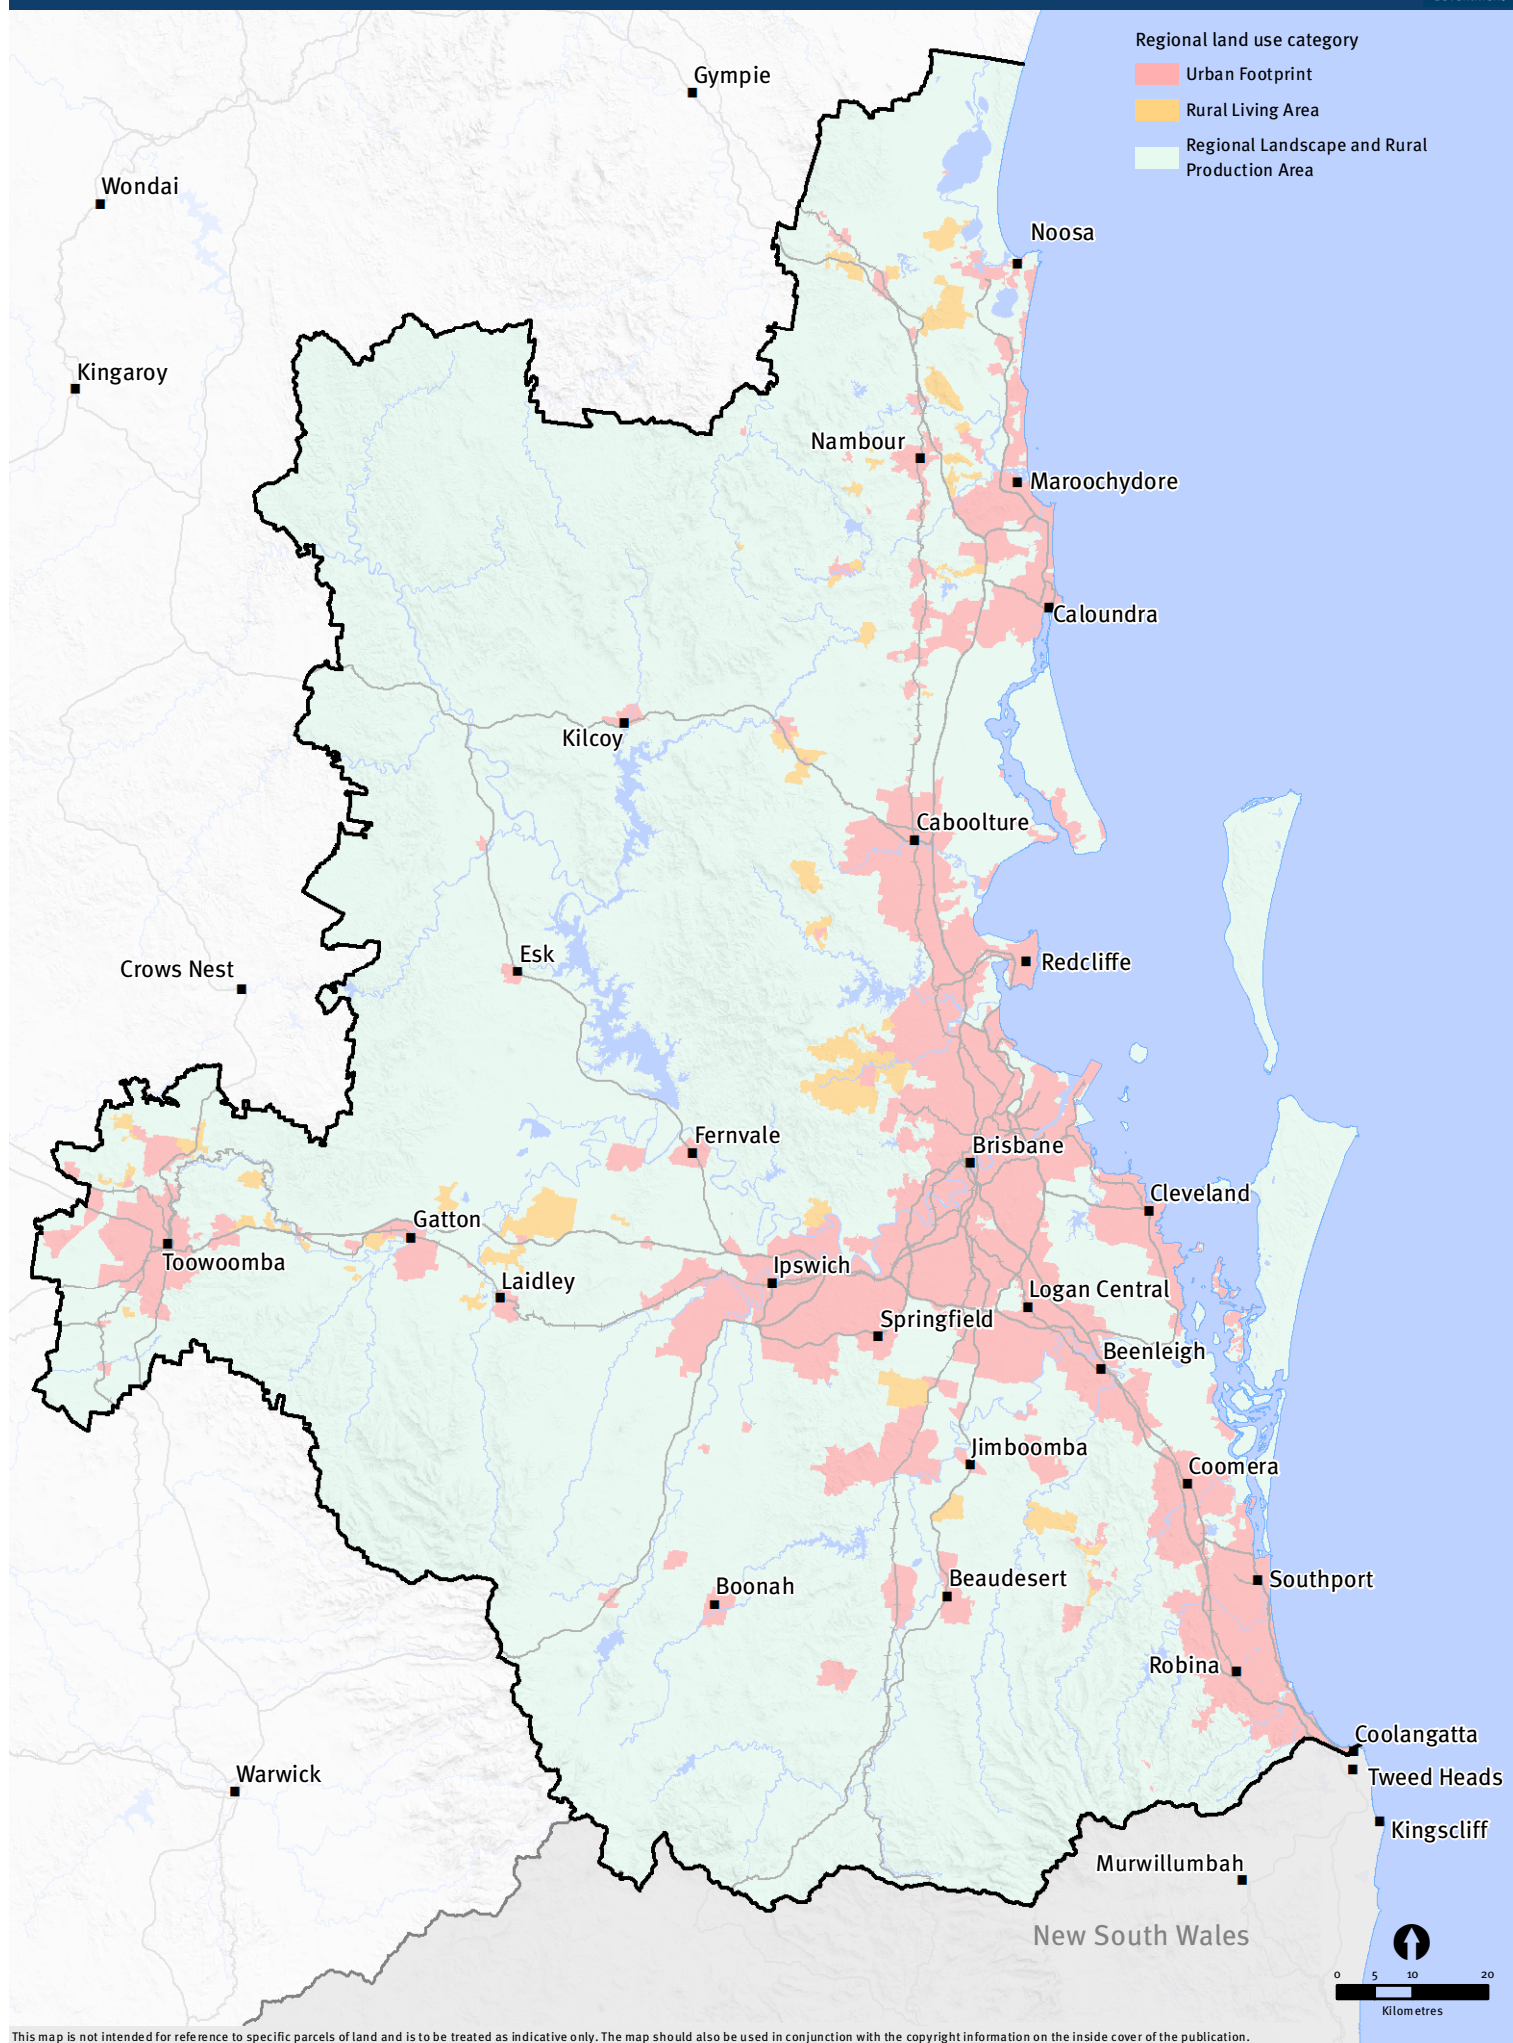 Regional land use category
Urban Footprint
Rural Living Area
Regional Landscape and Rural
Production Area
Gympie
Wondai
Noosa
Kingaroy
Nambour
Maroochydore
Caloundra
Kilcoy
Caboolture
Esk
Redcliffe
Crows Nest
Fernvale
Brisbane
Cleveland
Gatton
Toowoomba
Ipswich
Laidley
Logan Central
Springfield
Beenleigh
Jimboomba
Coomera
Boonah
Beaudesert
Southport
Robina
Coolangatta
Warwick
Tweed Heads
Kingscliff
Murwillumbah
New South Wales
0 5 10 20
Kilometres
This map is not intended for reference to specific parcels of land and is to be treated as indicative only. The map should also be used in conjunction with the copyright information on the inside cover of the publication.